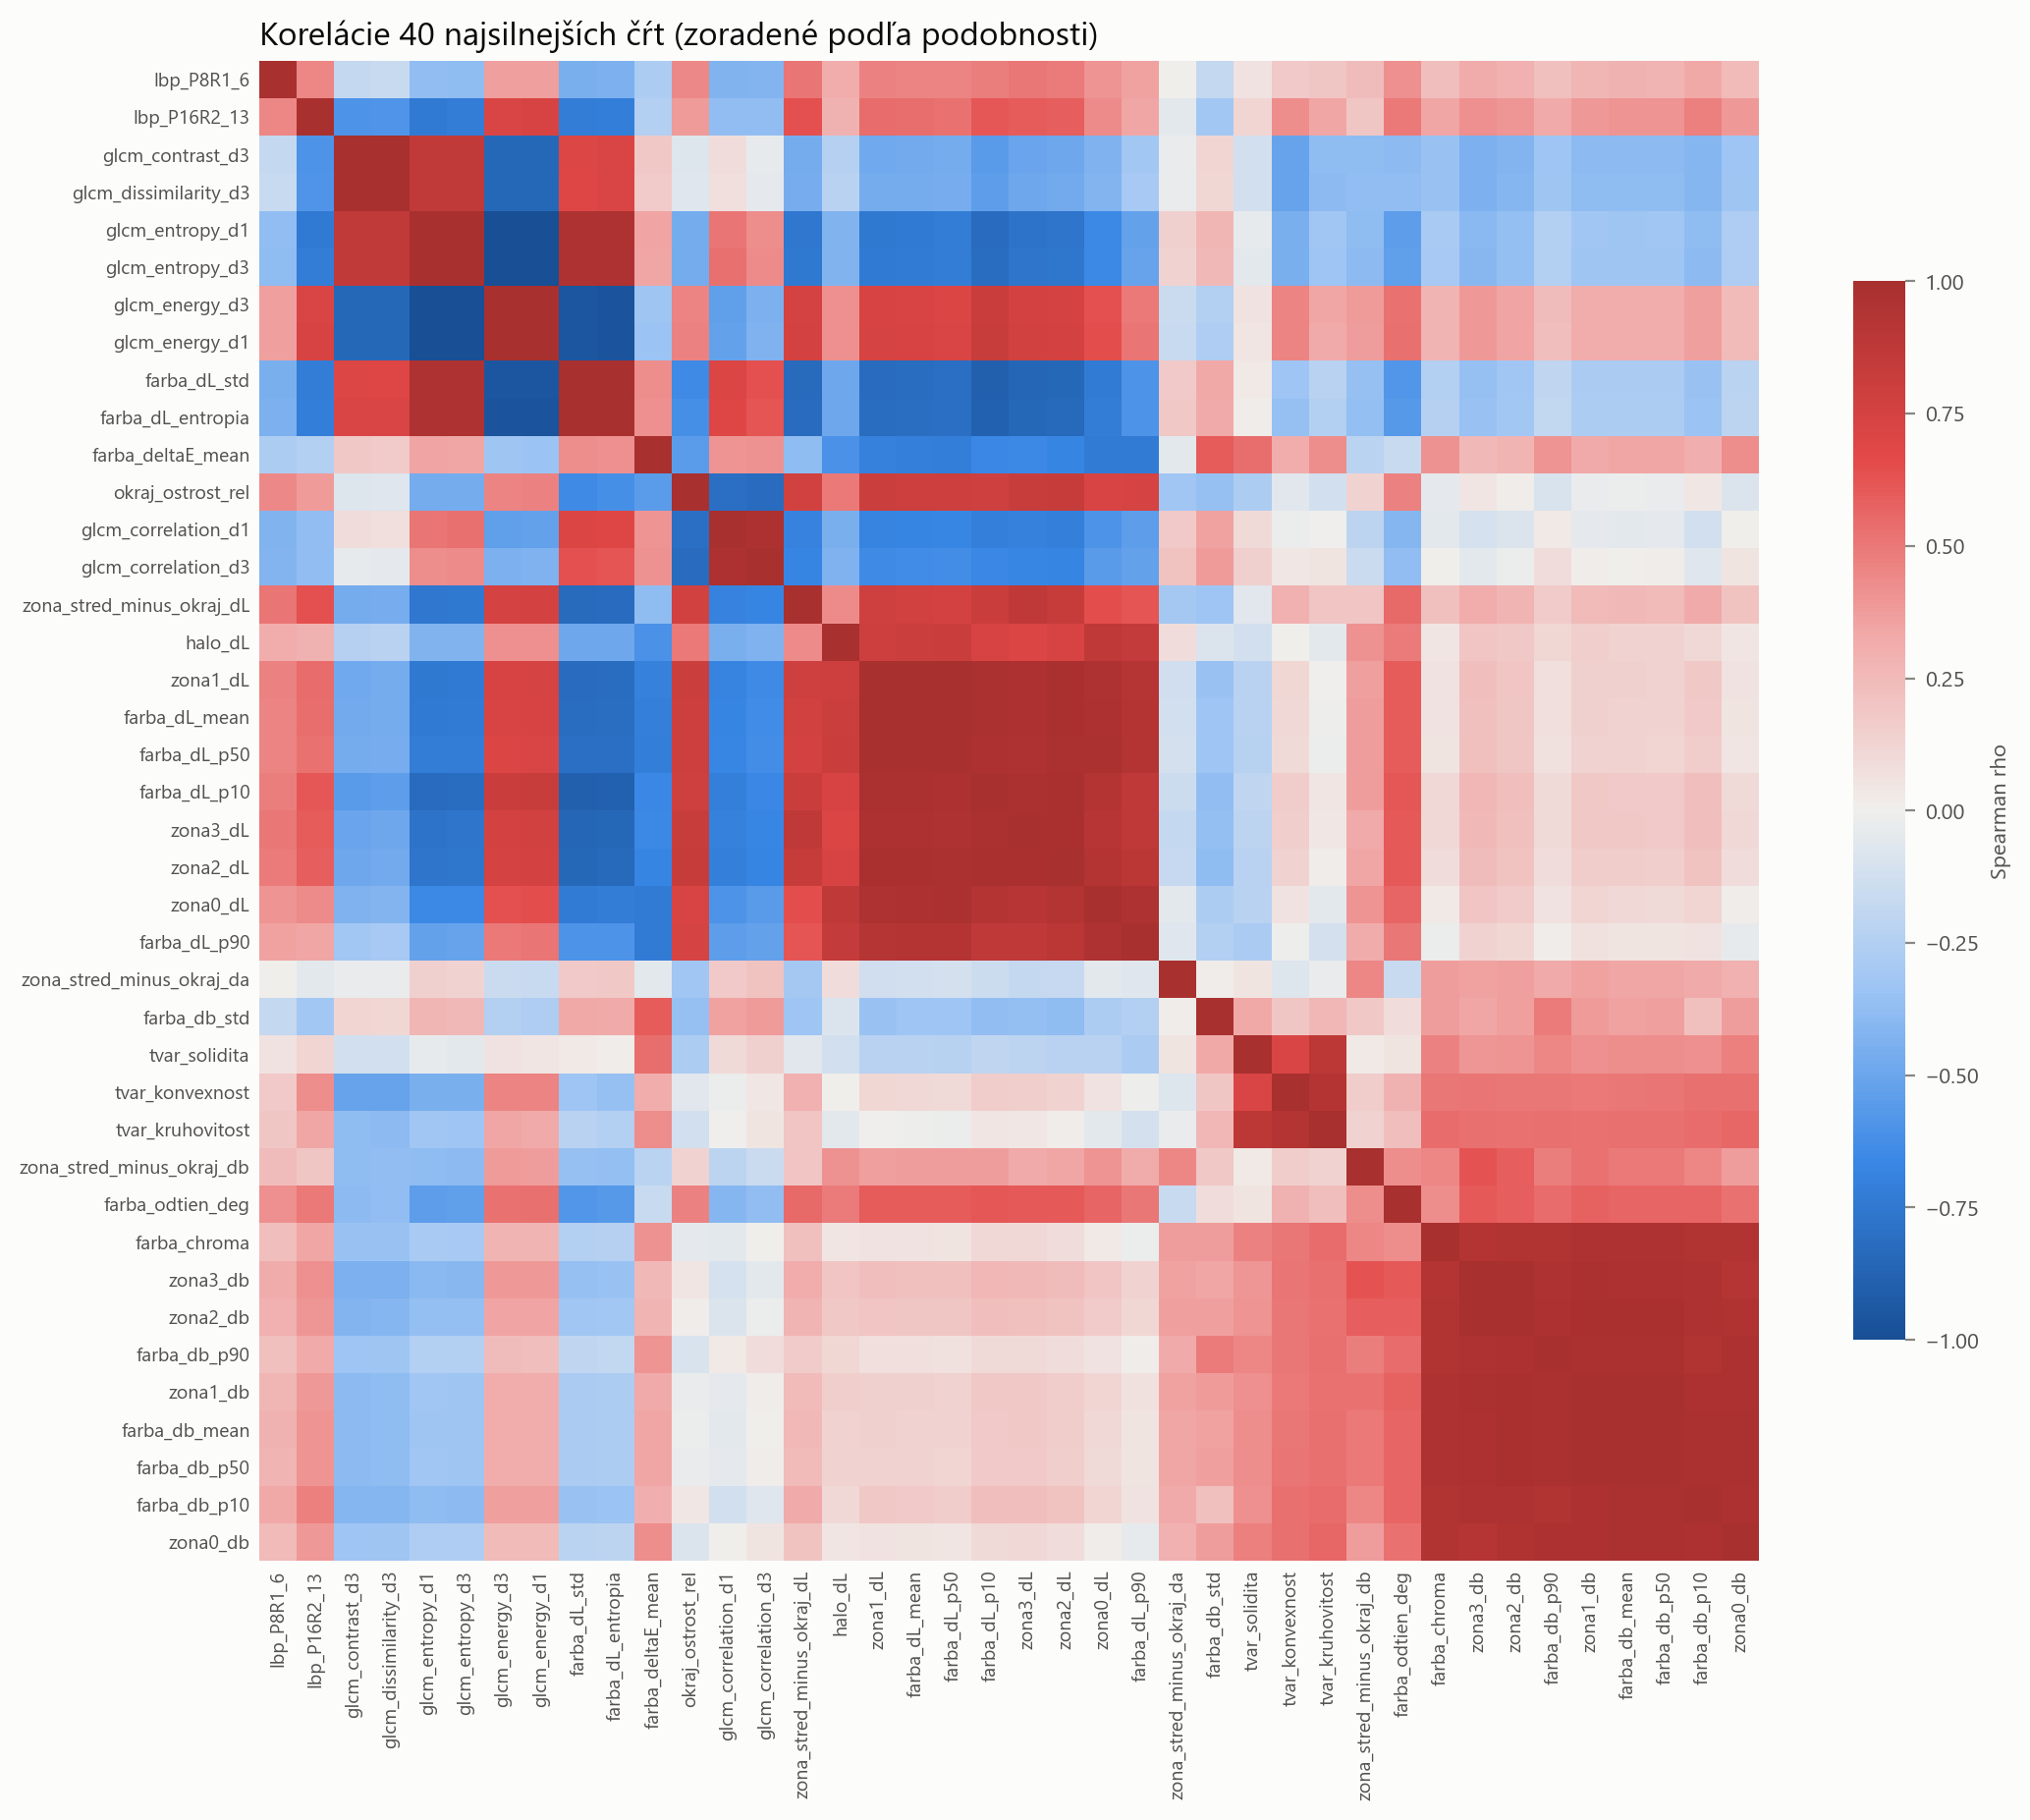 Korelácie 40 najsilnejších čŕt (zoradené podľa podobnosti)
lbp_P8R1_6
lbp_P16R2_13
glcm_contrast_d3
glcm_dissimilarity_d3
glcm_entropy_d1
glcm_entropy_d3
glcm_energy_d3
glcm_energy_d1
farba_dL_std
farba_dL_entropia
farba_deltaE_mean
okraj_ostrost_rel
glcm_correlation_d1
glcm_correlation_d3
zona_stred_minus_okraj_dL
halo_dL
zona1_dL
farba_dL_mean
farba_dL_p50
farba_dL_p10
zona3_dL
zona2_dL
zona0_dL
farba_dL_p90
zona_stred_minus_okraj_da
farba_db_std
tvar_solidita
tvar_konvexnost
tvar_kruhovitost
zona_stred_minus_okraj_db
farba_odtien_deg
farba_chroma
zona3_db
zona2_db
farba_db_p90
zona1_db
farba_db_mean
farba_db_p50
farba_db_p10
zona0_db
lbp_P8R1_6
lbp_P16R2_13
glcm_contrast_d3
glcm_dissimilarity_d3
glcm_entropy_d1
glcm_entropy_d3
glcm_energy_d3
glcm_energy_d1
farba_dL_std
farba_dL_entropia
farba_deltaE_mean
okraj_ostrost_rel
glcm_correlation_d1
glcm_correlation_d3
zona_stred_minus_okraj_dL
halo_dL
zona1_dL
farba_dL_mean
farba_dL_p50
farba_dL_p10
zona3_dL
zona2_dL
zona0_dL
farba_dL_p90
zona_stred_minus_okraj_da
farba_db_std
tvar_solidita
tvar_konvexnost
tvar_kruhovitost
zona_stred_minus_okraj_db
farba_odtien_deg
farba_chroma
zona3_db
zona2_db
farba_db_p90
zona1_db
farba_db_mean
farba_db_p50
farba_db_p10
zona0_db
1.00
0.75
0.50
0.25
0.00
−0.25
−0.50
−0.75
−1.00
Spearman rho